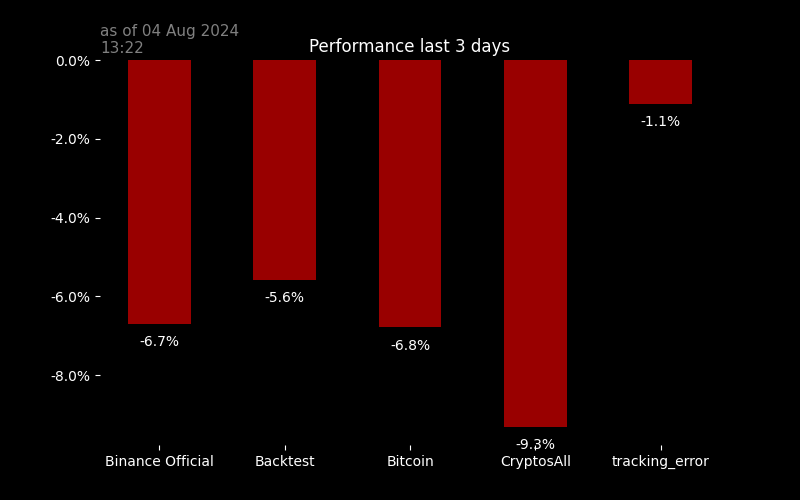 as of 04 Aug 2024
13:22
Performance last 3 days
0.0%
-2.0%
-4.0%
-6.0%
-8.0%
-6.7%
-5.6%
-6.8%
-9.3%
-1.1%
Binance Official
Backtest
Bitcoin
CryptosAll
tracking_error